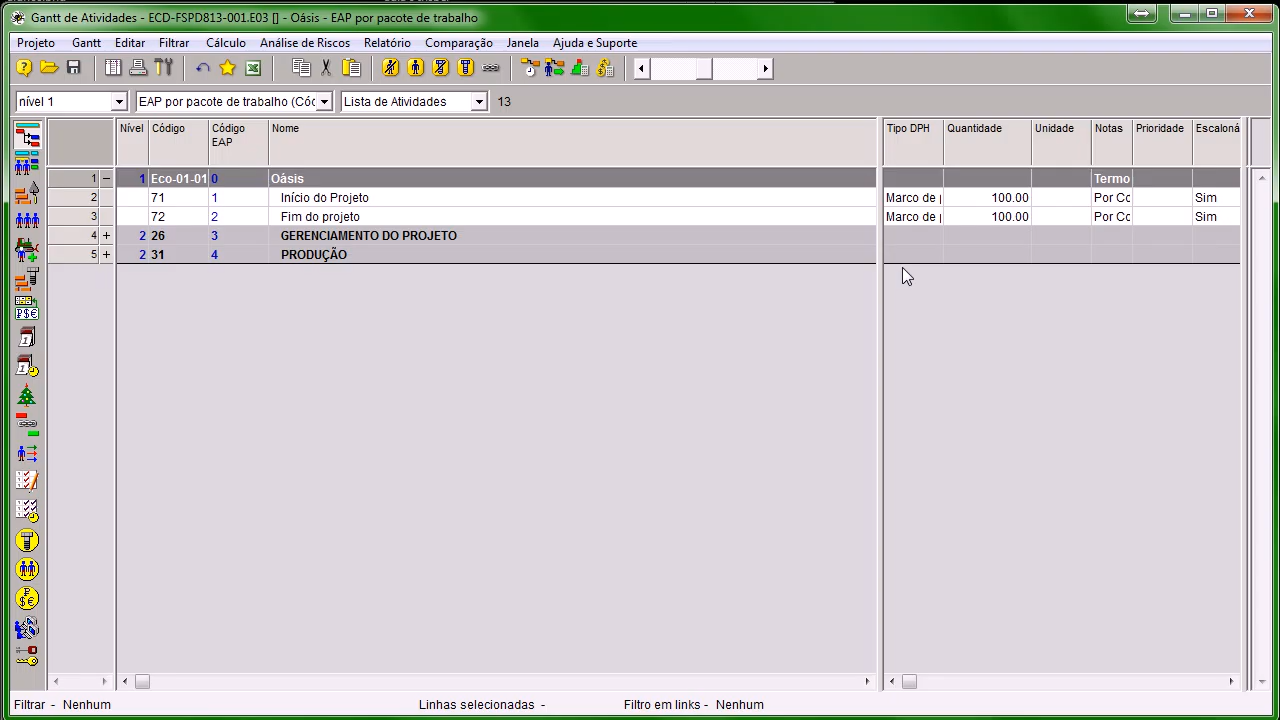 Gantt de Atividades - ECD-FSPD813-001.E03 [] - Oásis - EAP por pacote de trabalho
Projeto Gantt Editar Filtrar Cálculo Análise de Riscos Relatório Comparação Janela Ajuda e Suporte
nível 1 EAP por pacote de trabalho (Cóc Lista de Atividades 13
Nível Código Código EAP Nome Tipo DPH Quantidade Unidade Notas Prioridade Escaloná
1 − 1 Eco-01-01 0 Oásis Termo
2 71 1 Início do Projeto Marco de 100.00 Por Cc Sim
3 72 2 Fim do projeto Marco de 100.00 Por Cc Sim
4 + 2 26 3 GERENCIAMENTO DO PROJETO
5 + 2 31 4 PRODUÇÃO
Filtrar - Nenhum Linhas selecionadas - Filtro em links - Nenhum